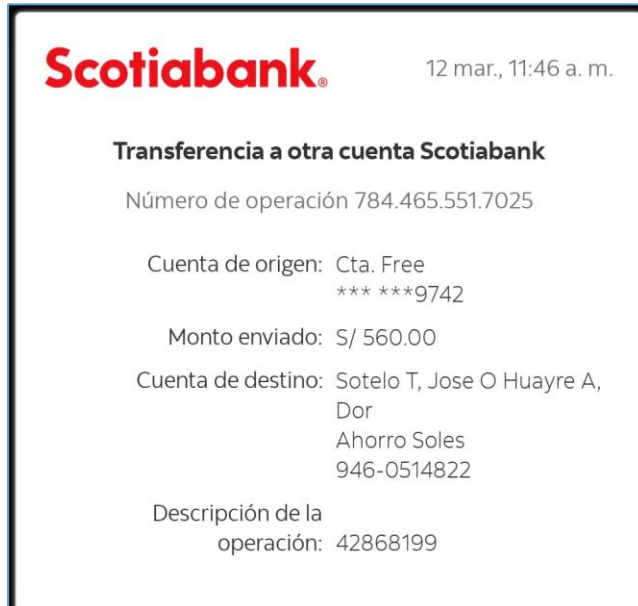 Scotiabank®
12 mar., 11:46 a. m.
Transferencia a otra cuenta Scotiabank
Número de operación 784.465.551.7025
Cuenta de origen: Cta. Free
*** ***9742
Monto enviado: S/ 560.00
Cuenta de destino: Sotelo T, Jose O Huayre A,
Dor
Ahorro Soles
946-0514822
Descripción de la
operación: 42868199